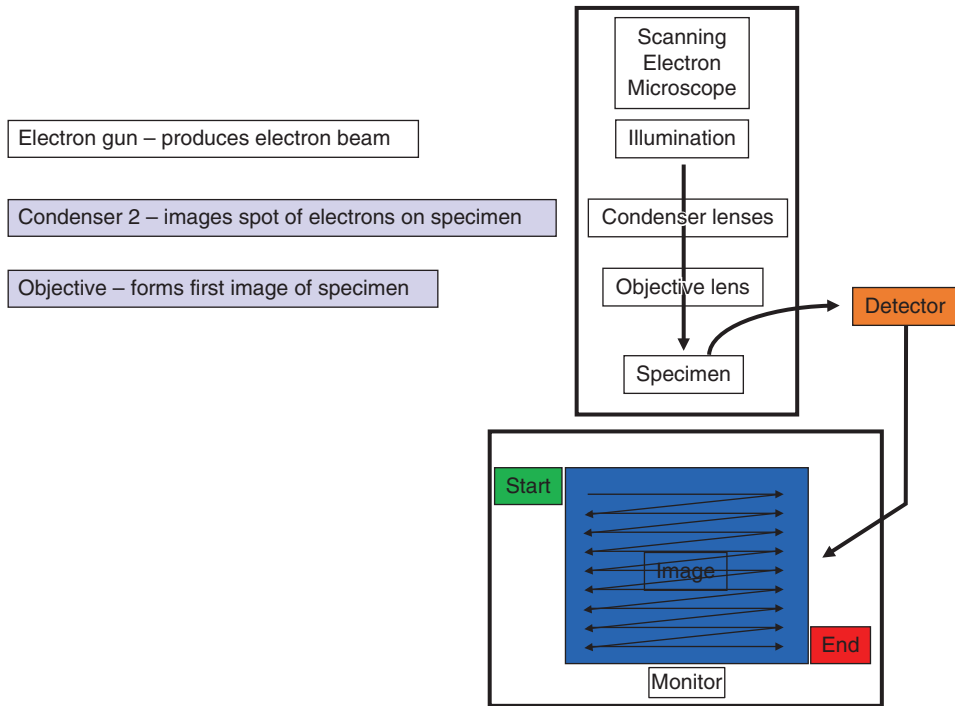 Scanning
Electron
Microscope
Electron gun – produces electron beam
Illumination
Condenser 2 – images spot of electrons on specimen
Condenser lenses
Objective – forms first image of specimen
Objective lens
Detector
Specimen
Start
Image
End
Monitor